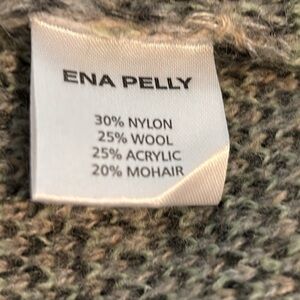 ENA PELLY
30% NYLON
25% WOOL
25% ACRYLIC
20% MOHAIR